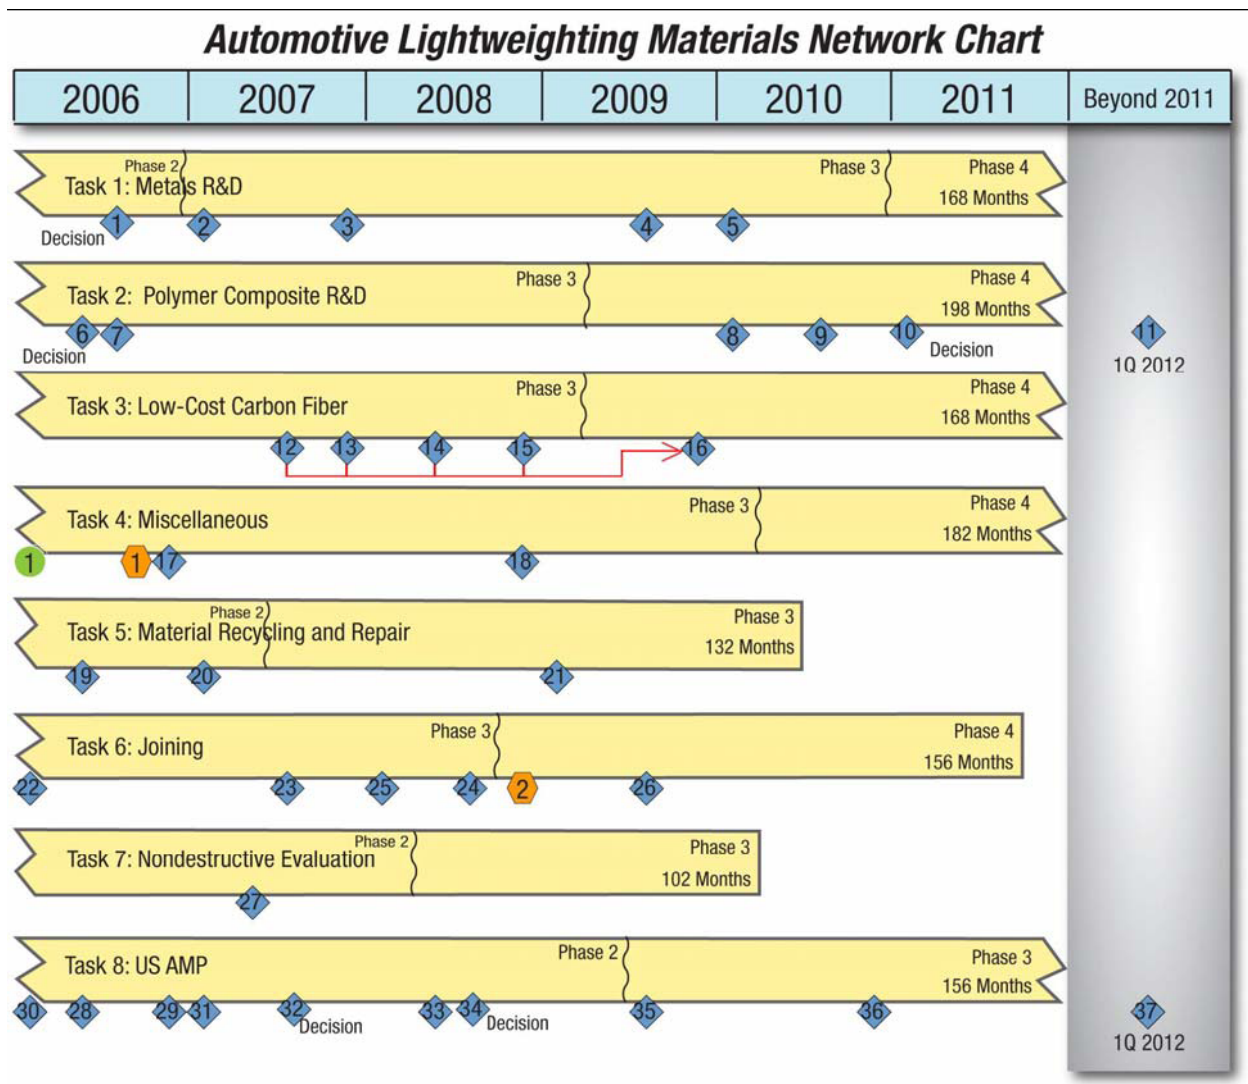 Automotive Lightweighting Materials Network Chart
2006 2007 2008 2009 2010 2011 Beyond 2011
Phase 2 Phase 3 Phase 4
Task 1: Metals R&D
168 Months
1 2 3 4 5
Decision
Phase 3 Phase 4
Task 2: Polymer Composite R&D
198 Months
6 7 8 9 10 11
Decision Decision
1Q 2012
Phase 3 Phase 4
Task 3: Low-Cost Carbon Fiber
168 Months
12 13 14 15 16
Phase 3 Phase 4
Task 4: Miscellaneous
182 Months
1 1 17 18
Phase 2 Phase 3
Task 5: Material Recycling and Repair
132 Months
19 20 21
Phase 3 Phase 4
Task 6: Joining
156 Months
22 23 25 24 2 26
Phase 2 Phase 3
Task 7: Nondestructive Evaluation
102 Months
27
Phase 2 Phase 3
Task 8: US AMP
156 Months
30 28 29 31 32 33 34 35 36 37
Decision Decision
1Q 2012